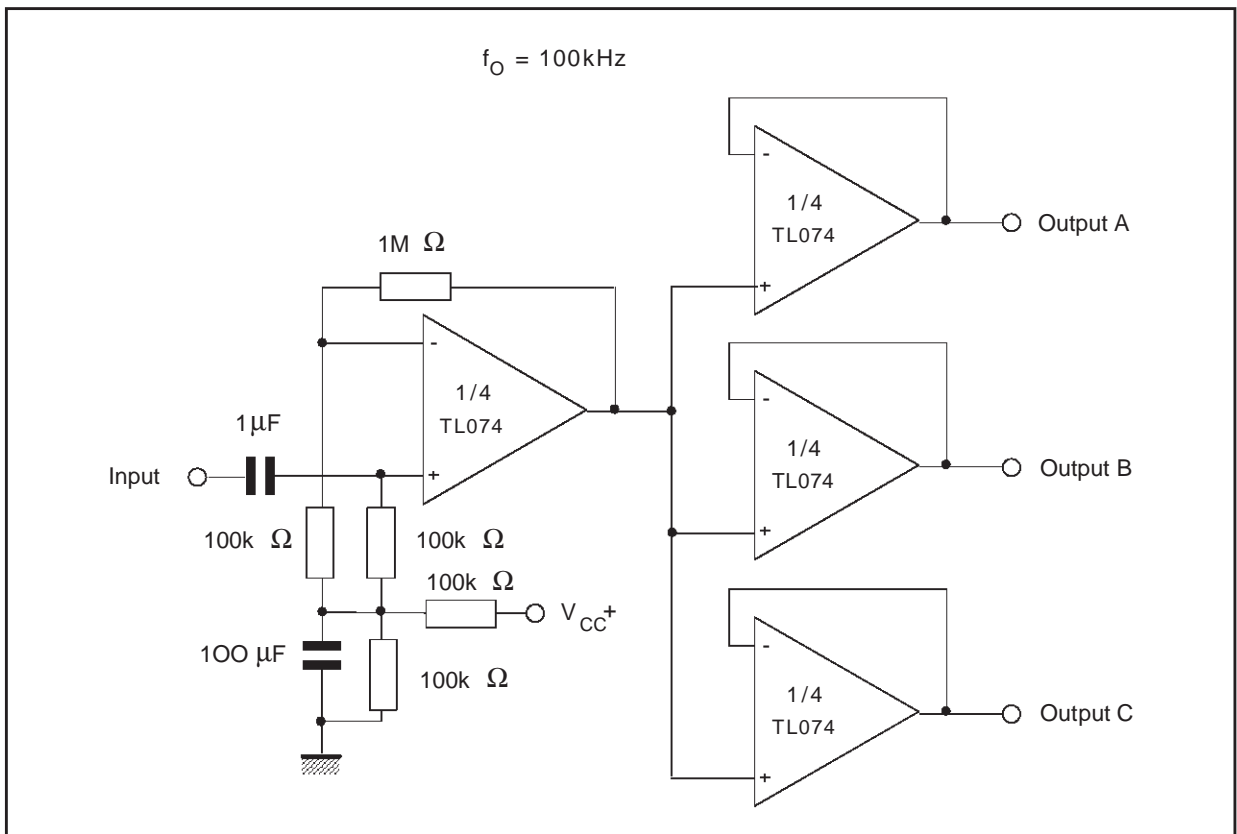 fO = 100kHz
-
1/4
TL074
+
Output A
1M Ω
-
1/4
TL074
+
1µF
Input
-
1/4
TL074
+
Output B
100k Ω
100k Ω
100k Ω
VCC+
100 µF
100k Ω
-
1/4
TL074
+
Output C